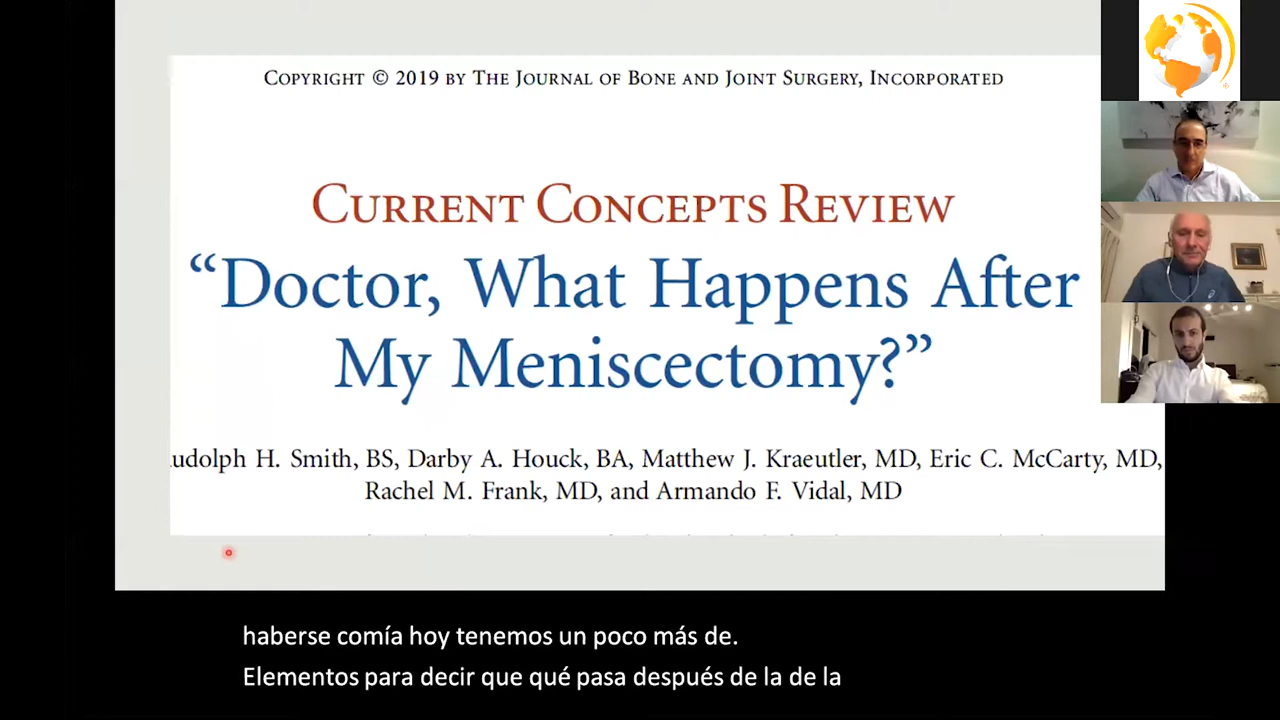 COPYRIGHT © 2019 BY THE JOURNAL OF BONE AND JOINT SURGERY, INCORPORATED
CURRENT CONCEPTS REVIEW
“Doctor, What Happens After
My Meniscectomy?”
udolph H. Smith, BS, Darby A. Houck, BA, Matthew J. Kraeutler, MD, Eric C. McCarty, MD,
Rachel M. Frank, MD, and Armando F. Vidal, MD
haberse comía hoy tenemos un poco más de.
Elementos para decir que qué pasa después de la de la